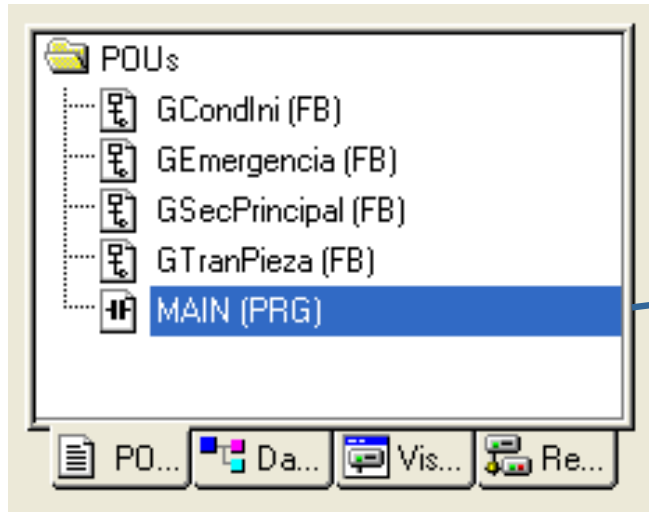 POUs
GCondIni (FB)
GEmergencia (FB)
GSecPrincipal (FB)
GTranPieza (FB)
MAIN (PRG)
PO... Da... Vis... Re...